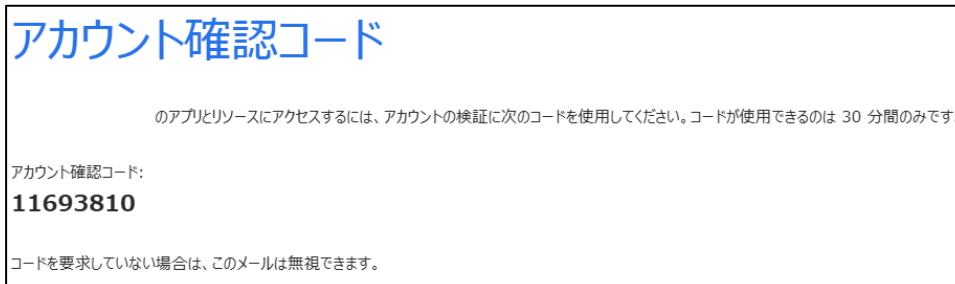 アカウント確認コード
のアプリとリソースにアクセスするには、アカウントの検証に次のコードを使用してください。コードが使用できるのは 30 分間のみです
アカウント確認コード:
11693810
コードを要求していない場合は、このメールは無視できます。